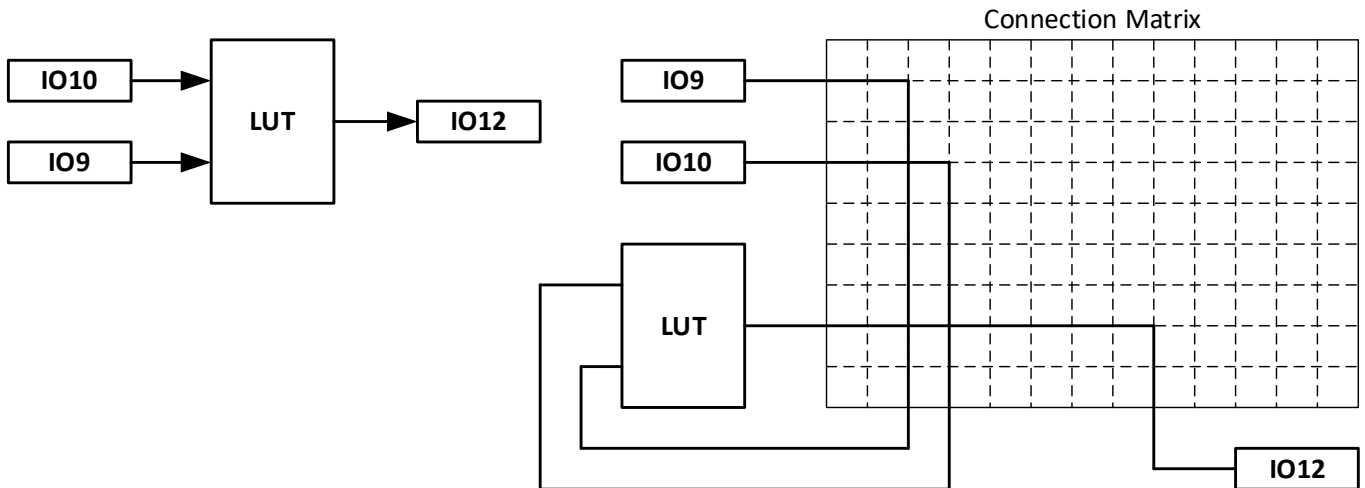 Connection Matrix
IO10
LUT
IO12
IO9
IO9
IO10
LUT
IO12